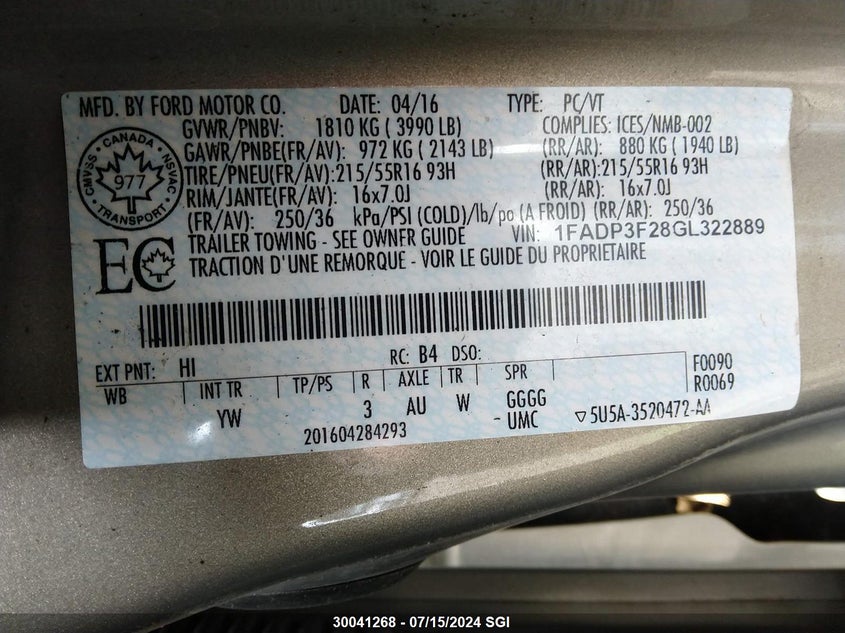 MFD. BY FORD MOTOR CO. DATE: 04/16 TYPE: PC/VT
GVWR/PNBV: 1810 KG ( 3990 LB) COMPLIES: ICES/NMB-002
GAWR/PNBE(FR/AV): 972 KG ( 2143 LB) (RR/AR): 880 KG ( 1940 LB)
TIRE/PNEU(FR/AV):215/55R16 93H (RR/AR):215/55R16 93H
RIM/JANTE(FR/AV): 16x7.0J (RR/AR): 16x7.0J
(FR/AV): 250/36 kPa/PSI (COLD)/lb/po (A FROID) (RR/AR): 250/36
TRAILER TOWING - SEE OWNER GUIDE VIN: 1FADP3F28GL322889
TRACTION D'UNE REMORQUE - VOIR LE GUIDE DU PROPRIETAIRE
CANADA
CMVSS NSVAC
977
TRANSPORT
EC
EXT PNT: HI RC: B4 DSO: F0090
WB INT TR TP/PS R AXLE TR SPR R0069
YW 3 AU W GGGG
- UMC ▽5U5A-3520472-AA
201604284293
30041268 - 07/15/2024 SGI